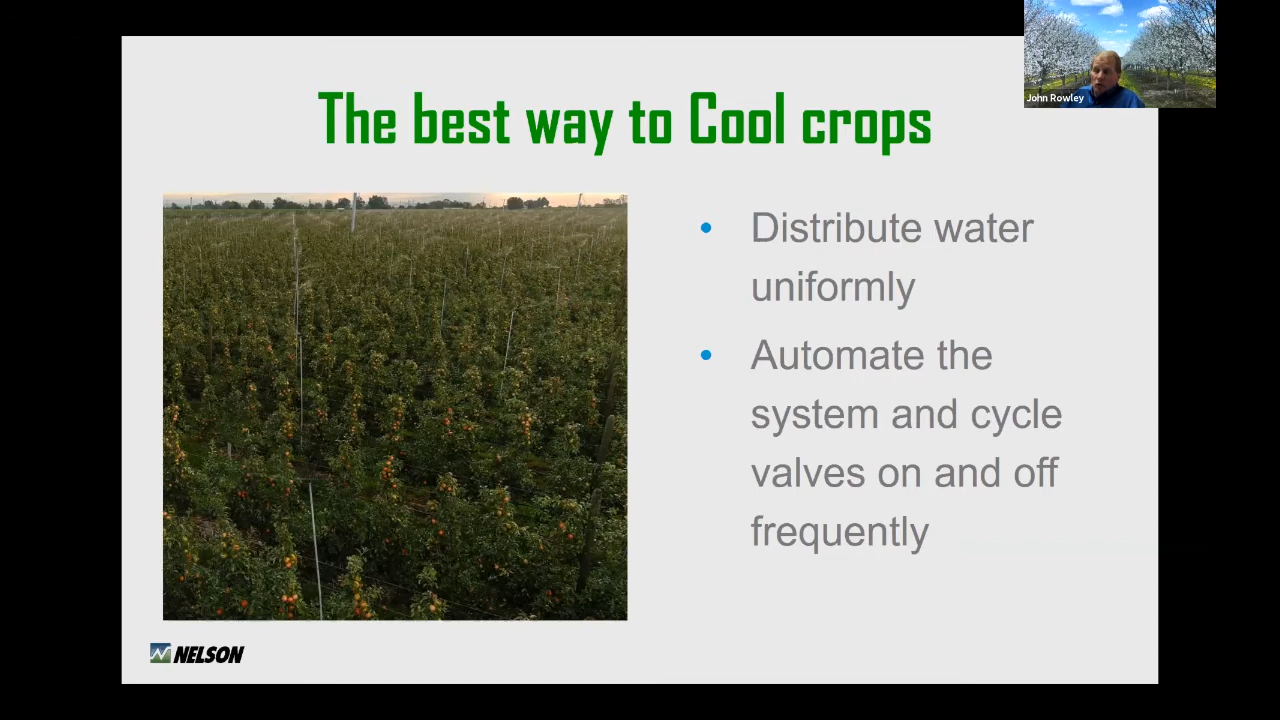 John Rowley
The best way to Cool crops
• Distribute water
uniformly
• Automate the
system and cycle
valves on and off
frequently
NELSON